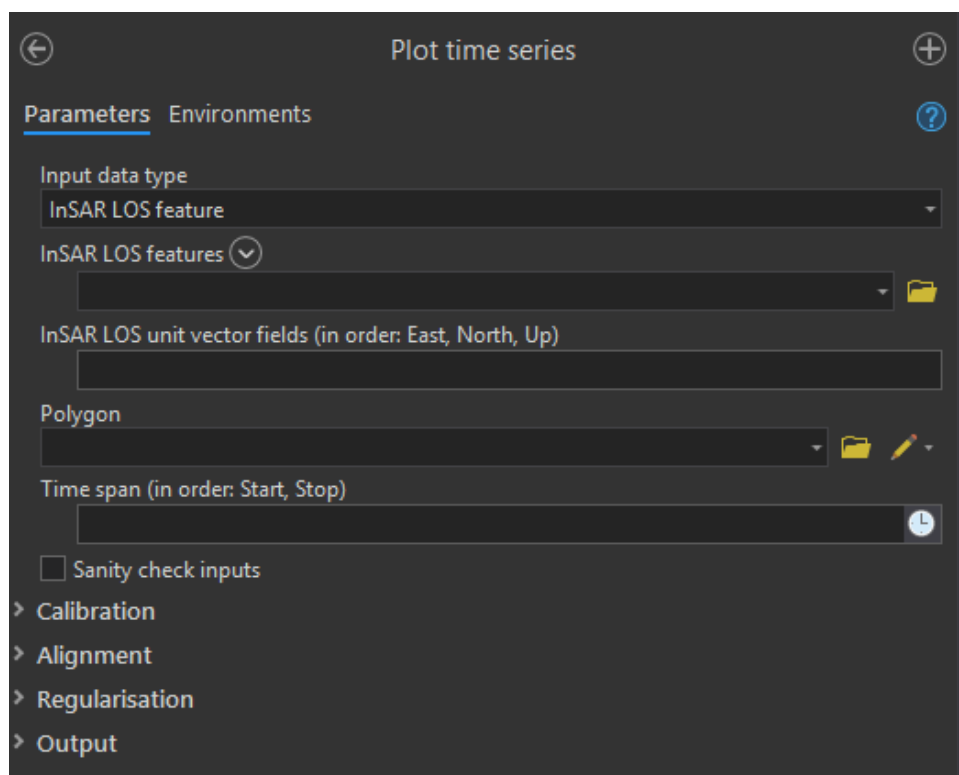 Plot time series
Parameters Environments
Input data type
InSAR LOS feature
InSAR LOS features
InSAR LOS unit vector fields (in order: East, North, Up)
Polygon
Time span (in order: Start, Stop)
Sanity check inputs
Calibration
Alignment
Regularisation
Output